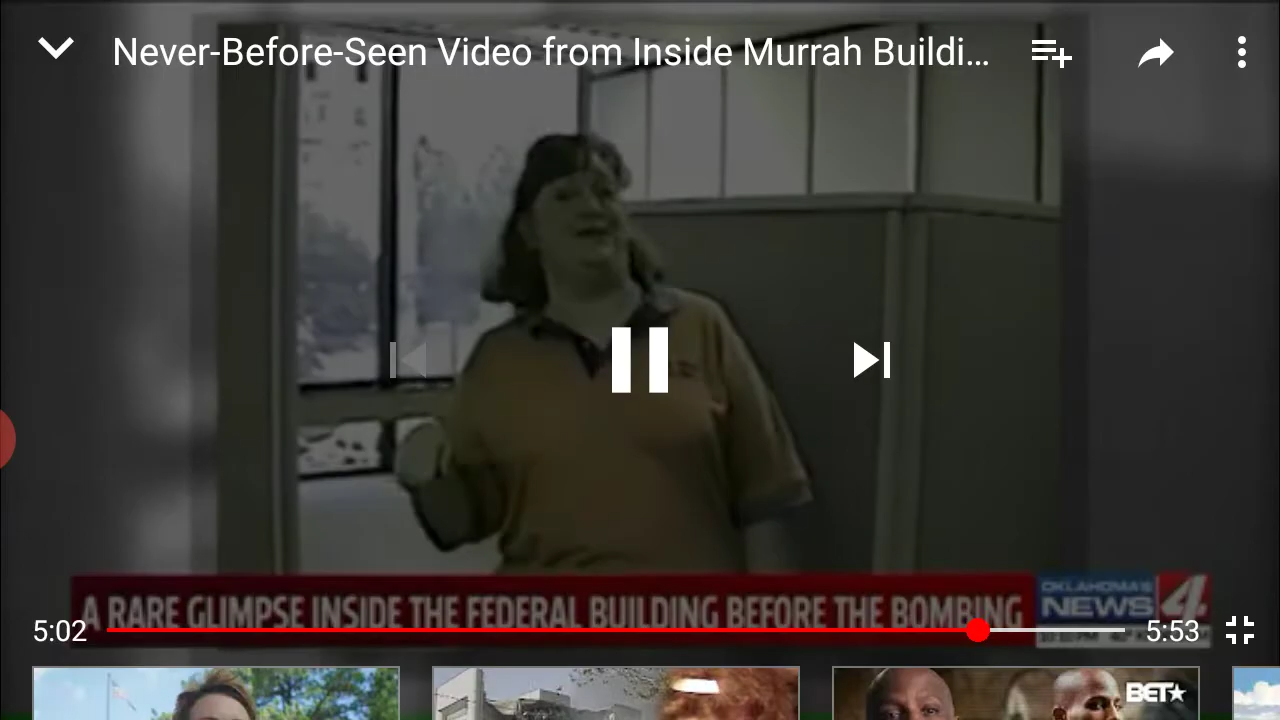 Never-Before-Seen Video from Inside Murrah Buildi...
A RARE GLIMPSE INSIDE THE FEDERAL BUILDING BEFORE THE BOMBING
OKLAHOMA'S
NEWS 4
5:02
5:53
BET